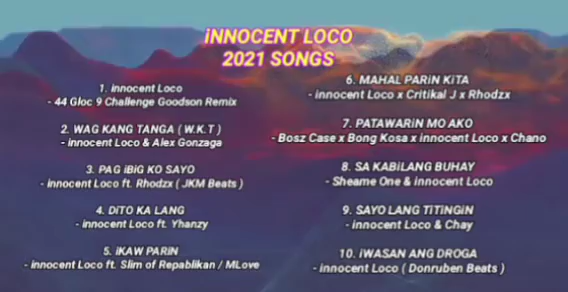 iNNOCENT LOCO
2021 SONGS
1. innocent Loco
- 44 Gloc 9 Challenge Goodson Remix
2. WAG KANG TANGA ( W.K.T )
- innocent Loco & Alex Gonzaga
3. PAG iBiG KO SAYO
- innocent Loco ft. Rhodzx ( JKM Beats )
4. DiTO KA LANG
- innocent Loco ft. Yhanzy
5. iKAW PARiN
- innocent Loco ft. Slim of Repablikan / MLove
6. MAHAL PARiN KiTA
- innocent Loco x Critikal J x Rhodzx
7. PATAWARiN MO AKO
- Bosz Case x Bong Kosa x innocent Loco x Chano
8. SA KABiLANG BUHAY
- Sheame One & innocent Loco
9. SAYO LANG TiTiNGiN
- innocent Loco & Chay
10. iWASAN ANG DROGA
- innocent Loco ( Donruben Beats )